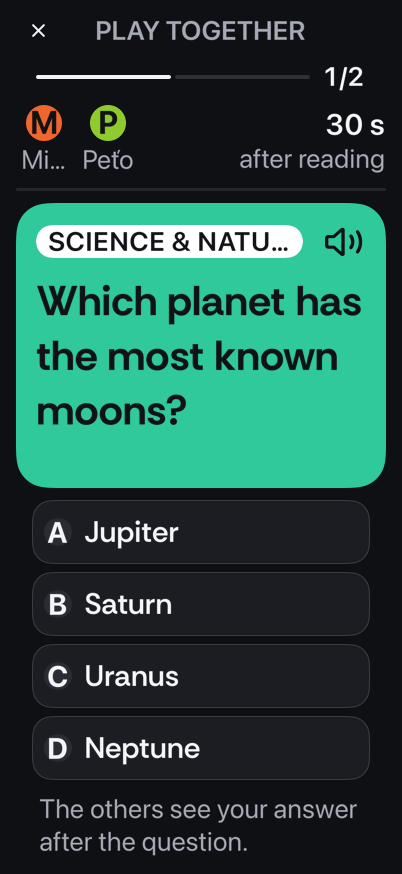 PLAY TOGETHER
1/2
M P
Mi... Peťo
30 s
after reading
SCIENCE & NATU...
Which planet has
the most known
moons?
A Jupiter
B Saturn
C Uranus
D Neptune
The others see your answer
after the question.